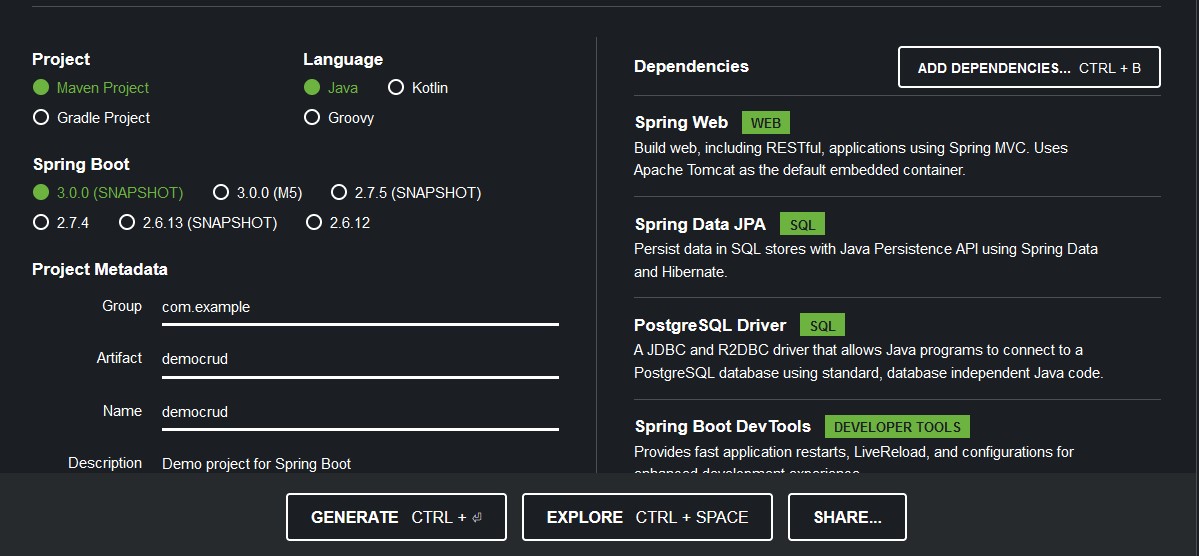 Project
Language
Maven Project
Java
Kotlin
Gradle Project
Groovy
Spring Boot
3.0.0 (SNAPSHOT)
3.0.0 (M5)
2.7.5 (SNAPSHOT)
2.7.4
2.6.13 (SNAPSHOT)
2.6.12
Project Metadata
Group com.example
Artifact democrud
Name democrud
Description Demo project for Spring Boot
Dependencies
ADD DEPENDENCIES... CTRL + B
Spring Web WEB
Build web, including RESTful, applications using Spring MVC. Uses
Apache Tomcat as the default embedded container.
Spring Data JPA SQL
Persist data in SQL stores with Java Persistence API using Spring Data
and Hibernate.
PostgreSQL Driver SQL
A JDBC and R2DBC driver that allows Java programs to connect to a
PostgreSQL database using standard, database independent Java code.
Spring Boot DevTools DEVELOPER TOOLS
Provides fast application restarts, LiveReload, and configurations for
enhanced development experience.
GENERATE CTRL + ⏎
EXPLORE CTRL + SPACE
SHARE...